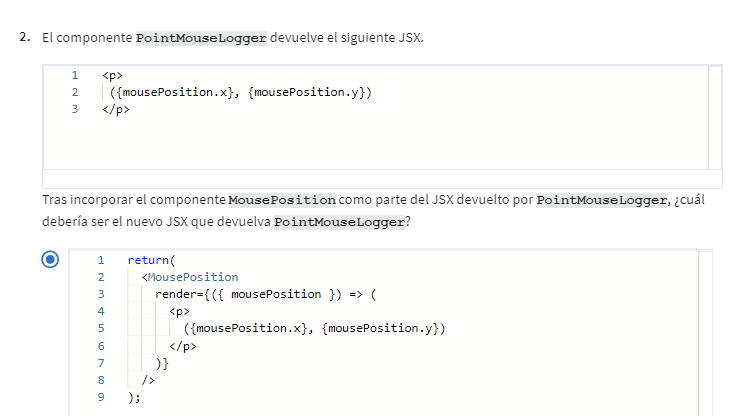 2. El componente PointMouseLogger devuelve el siguiente JSX.
1 <p>
2 ({mousePosition.x}, {mousePosition.y})
3 </p>
Tras incorporar el componente MousePosition como parte del JSX devuelto por PointMouseLogger, ¿cuál
debería ser el nuevo JSX que devuelva PointMouseLogger?
1 return(
2 <MousePosition
3 render={({ mousePosition }) => (
4 <p>
5 ({mousePosition.x}, {mousePosition.y})
6 </p>
7 )}
8 />
9 );